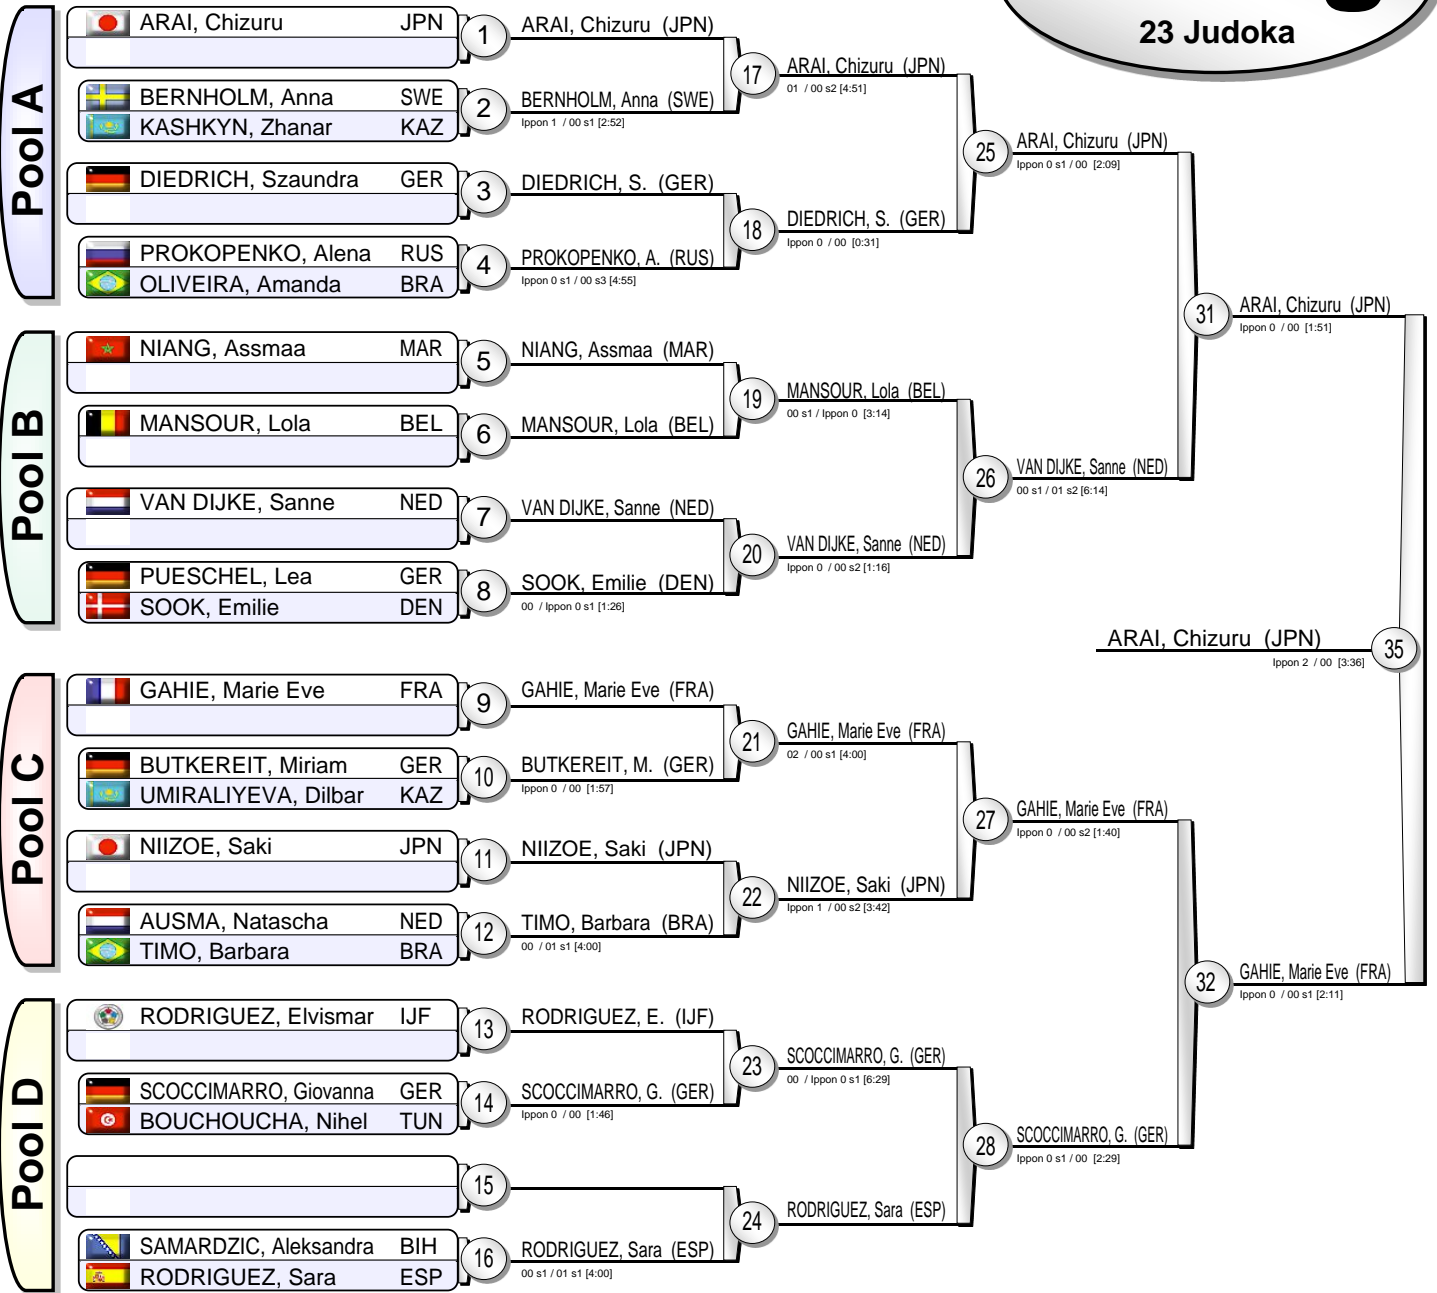 23 Judoka
Pool A
ARAI, Chizuru JPN
1
BERNHOLM, Anna SWE
KASHKYN, Zhanar KAZ
2
DIEDRICH, Szaundra GER
3
PROKOPENKO, Alena RUS
OLIVEIRA, Amanda BRA
4
Pool B
NIANG, Assmaa MAR
5
MANSOUR, Lola BEL
6
VAN DIJKE, Sanne NED
7
PUESCHEL, Lea GER
SOOK, Emilie DEN
8
Pool C
GAHIE, Marie Eve FRA
9
BUTKEREIT, Miriam GER
UMIRALIYEVA, Dilbar KAZ
10
NIIZOE, Saki JPN
11
AUSMA, Natascha NED
TIMO, Barbara BRA
12
Pool D
RODRIGUEZ, Elvismar IJF
13
SCOCCIMARRO, Giovanna GER
BOUCHOUCHA, Nihel TUN
14
15
SAMARDZIC, Aleksandra BIH
RODRIGUEZ, Sara ESP
16
ARAI, Chizuru (JPN)
BERNHOLM, Anna (SWE)
Ippon 1 / 00 s1 [2:52]
17
DIEDRICH, S. (GER)
PROKOPENKO, A. (RUS)
Ippon 0 s1 / 00 s3 [4:55]
18
NIANG, Assmaa (MAR)
MANSOUR, Lola (BEL)
19
VAN DIJKE, Sanne (NED)
SOOK, Emilie (DEN)
00 / Ippon 0 s1 [1:26]
20
GAHIE, Marie Eve (FRA)
BUTKEREIT, M. (GER)
Ippon 0 / 00 [1:57]
21
NIIZOE, Saki (JPN)
TIMO, Barbara (BRA)
00 / 01 s1 [4:00]
22
RODRIGUEZ, E. (IJF)
SCOCCIMARRO, G. (GER)
Ippon 0 / 00 [1:46]
23
RODRIGUEZ, Sara (ESP)
00 s1 / 01 s1 [4:00]
24
ARAI, Chizuru (JPN)
01 / 00 s2 [4:51]
DIEDRICH, S. (GER)
Ippon 0 / 00 [0:31]
25
MANSOUR, Lola (BEL)
00 s1 / Ippon 0 [3:14]
VAN DIJKE, Sanne (NED)
Ippon 0 / 00 s2 [1:16]
26
GAHIE, Marie Eve (FRA)
02 / 00 s1 [4:00]
NIIZOE, Saki (JPN)
Ippon 1 / 00 s2 [3:42]
27
SCOCCIMARRO, G. (GER)
00 / Ippon 0 s1 [6:29]
RODRIGUEZ, Sara (ESP)
28
ARAI, Chizuru (JPN)
Ippon 0 s1 / 00 [2:09]
VAN DIJKE, Sanne (NED)
00 s1 / 01 s2 [6:14]
31
GAHIE, Marie Eve (FRA)
Ippon 0 / 00 s2 [1:40]
SCOCCIMARRO, G. (GER)
Ippon 0 s1 / 00 [2:29]
32
ARAI, Chizuru (JPN)
Ippon 0 / 00 [1:51]
GAHIE, Marie Eve (FRA)
Ippon 0 / 00 s1 [2:11]
ARAI, Chizuru (JPN)
35
Ippon 2 / 00 [3:36]